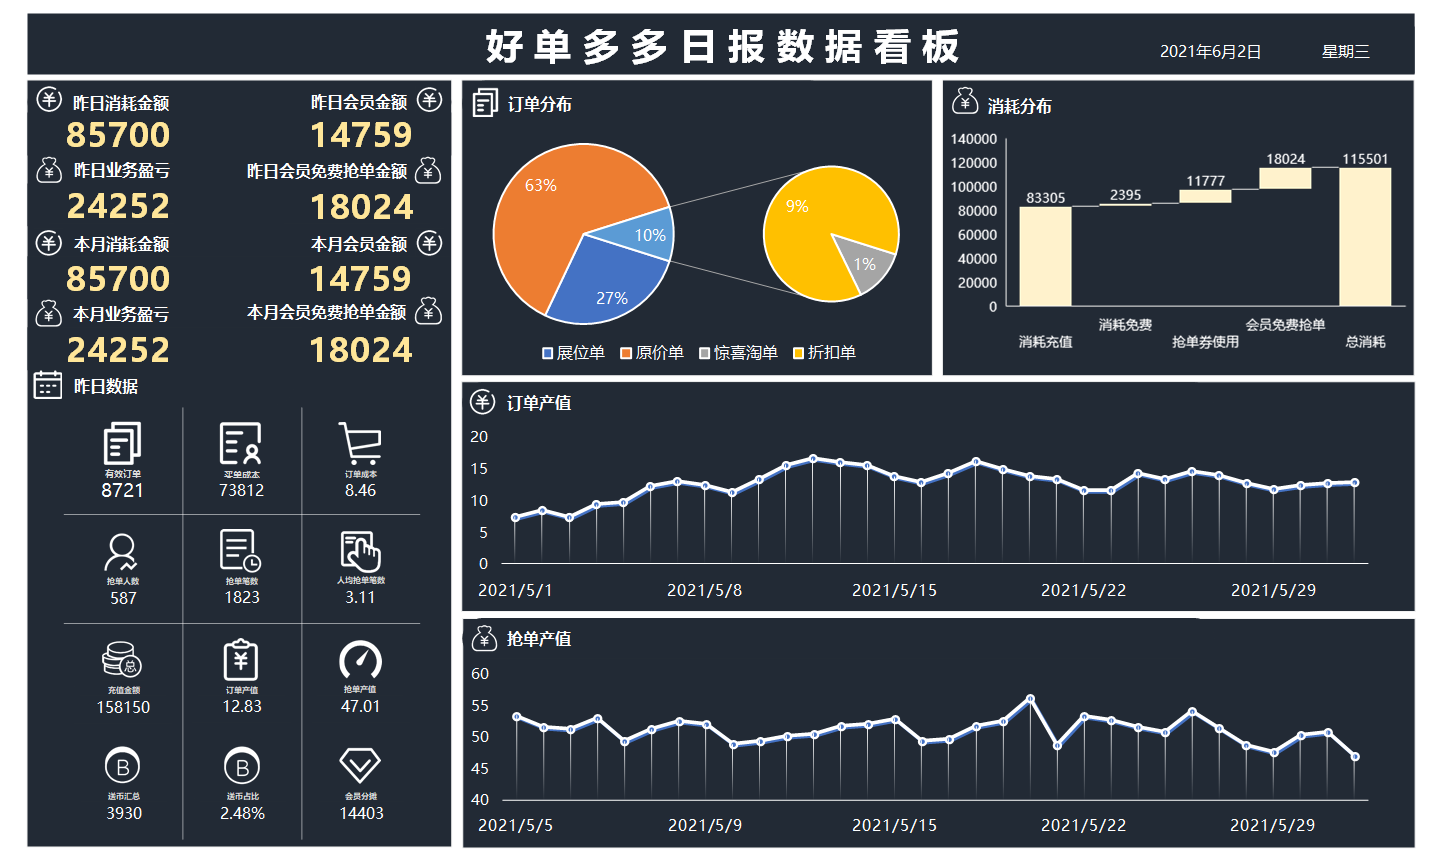 好单多多日报数据看板
2021年6月2日 星期三
昨日消耗金额 昨日会员金额
85700 14759
昨日业务盈亏 昨日会员免费抢单金额
24252 18024
本月消耗金额 本月会员金额
85700 14759
本月业务盈亏 本月会员免费抢单金额
24252 18024
昨日数据
有效订单 买单成本 订单成本
8721 73812 8.46
抢单人数 抢单笔数 人均抢单笔数
587 1823 3.11
总
充值金额 订单产值 抢单产值
158150 12.83 47.01
B B
送币汇总 送币占比 会员分摊
3930 2.48% 14403
订单分布
63%
10%
27%
9%
1%
展位单 原价单 惊喜淘单 折扣单
消耗分布
140000
120000
100000
80000
60000
40000
20000
0
83305 2395 11777 18024 115501
消耗充值 消耗免费 抢单券使用 会员免费抢单 总消耗
订单产值
20
15
10
5
0
2021/5/1 2021/5/8 2021/5/15 2021/5/22 2021/5/29
抢单产值
60
55
50
45
40
2021/5/5 2021/5/9 2021/5/15 2021/5/22 2021/5/29